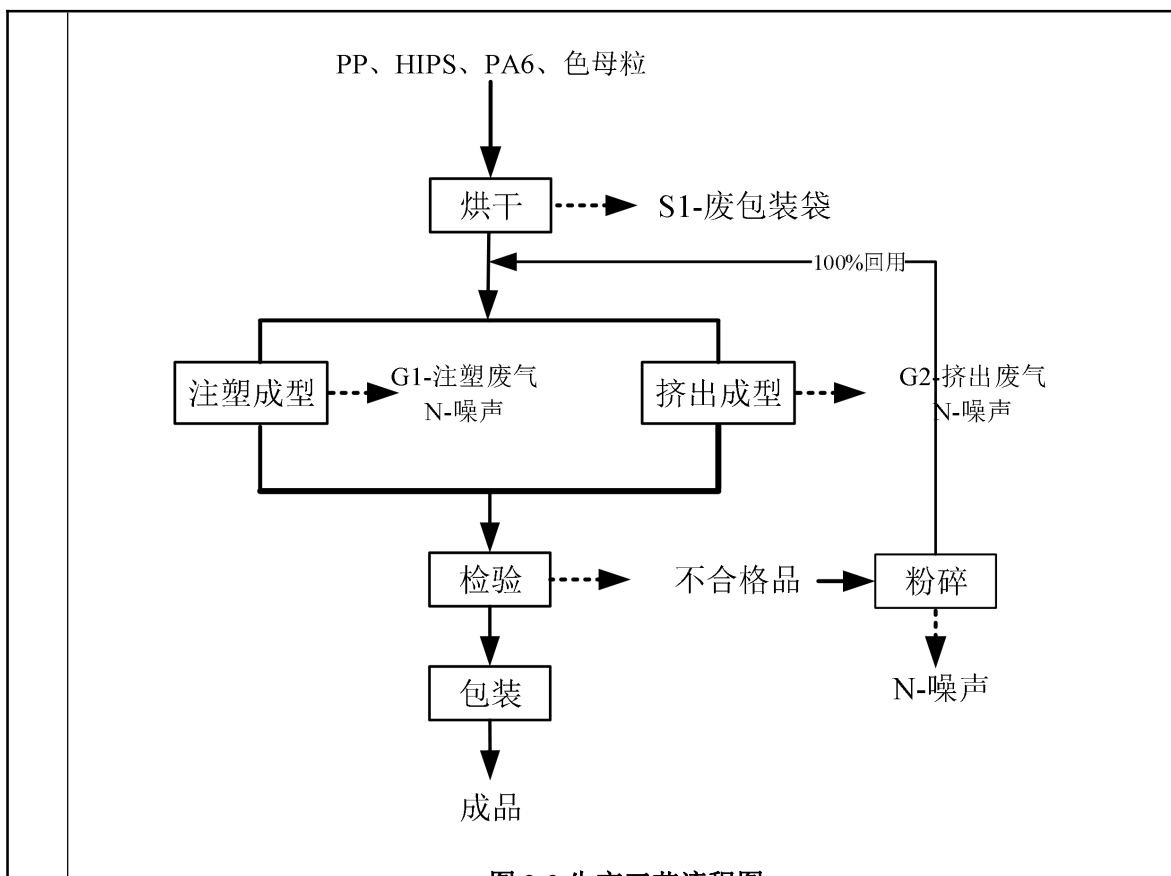 PP、HIPS、PA6、色母粒
烘干
S1-废包装袋
100%回用
注塑成型
G1-注塑废气
N-噪声
挤出成型
G2-挤出废气
N-噪声
检验
不合格品
粉碎
包装
N-噪声
成品